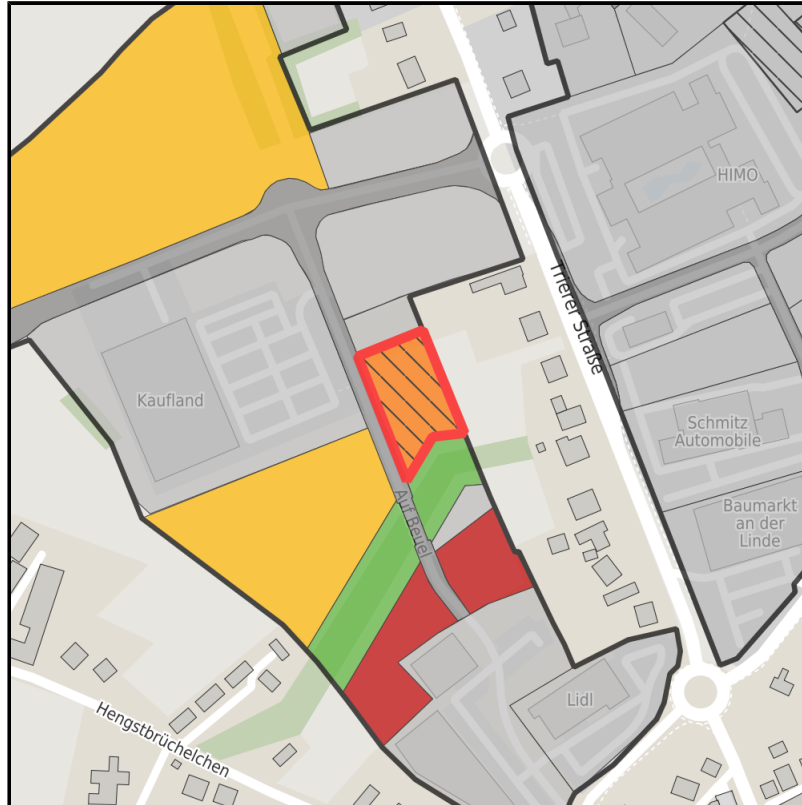 HIMO
Trierer Straße
Kaufland
Schmitz
Automobile
Auf Beuel
Baumarkt
an der
Linde
Lidl
Hengstbrüchelchen